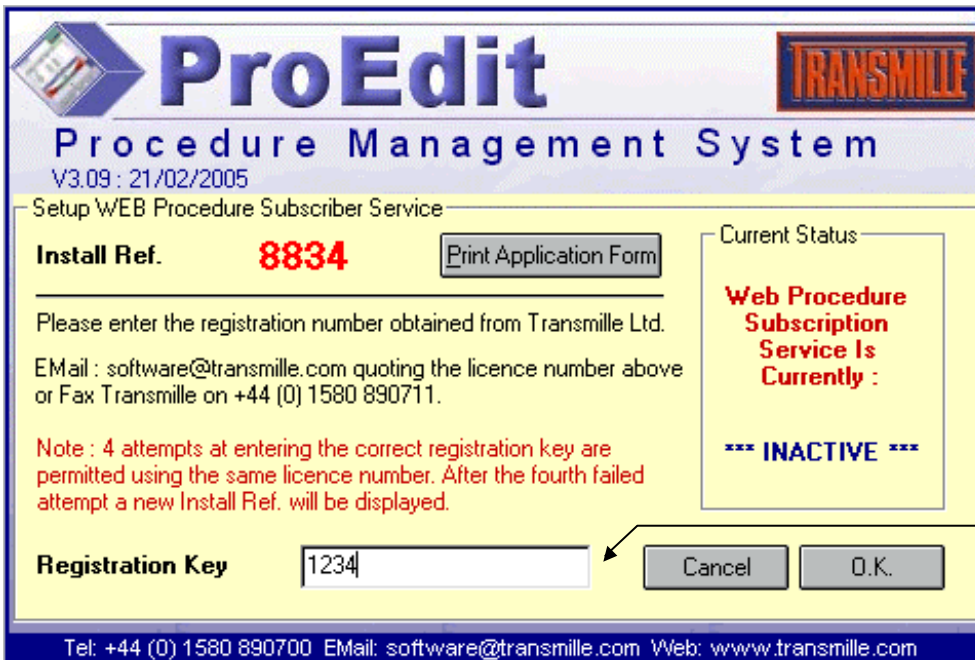 ProEdit
TRANSMILLE
Procedure Management System
V3.09 : 21/02/2005
Setup WEB Procedure Subscriber Service
Install Ref. 8834 Print Application Form
Please enter the registration number obtained from Transmille Ltd.
EMail : software@transmille.com quoting the licence number above
or Fax Transmille on +44 (0) 1580 890711.
Note : 4 attempts at entering the correct registration key are
permitted using the same licence number. After the fourth failed
attempt a new Install Ref. will be displayed.
Current Status
Web Procedure
Subscription
Service Is
Currently :
*** INACTIVE ***
Registration Key 1234 Cancel O.K.
Tel: +44 (0) 1580 890700 EMail: software@transmille.com Web: www.transmille.com